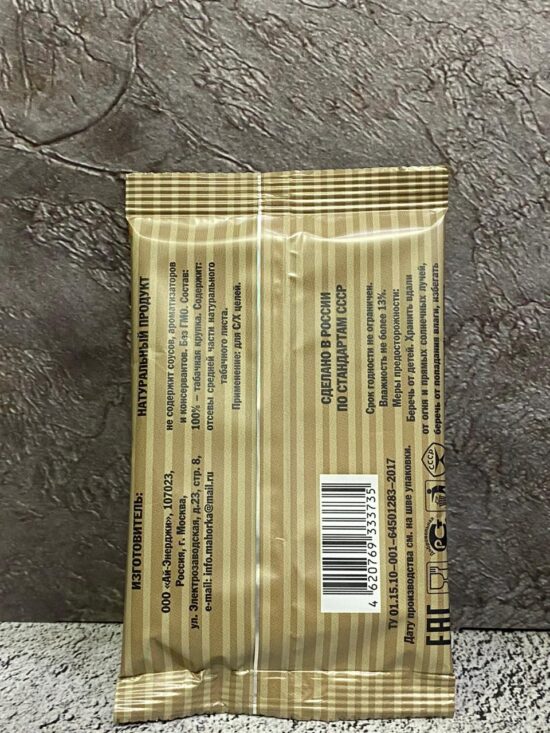 ИЗГОТОВИТЕЛЬ:
ООО «Ай-Энерджи», 107023,
Россия, г. Москва,
ул. Электрозаводская, д.23, стр. 8,
e-mail: info.mahorka@mail.ru
НАТУРАЛЬНЫЙ ПРОДУКТ
не содержит соусов, ароматизаторов
и консервантов. Без ГМО. Состав:
100% – табачная крупка. Содержит:
отсевы средней части натурального
табачного листа.
Применение: для С/Х целей.
4 620769 333735
ТУ 01.15.10–001–64501283–2017
Дату производства см. на шве упаковки.
EAC
СССР
СДЕЛАНО В РОССИИ
ПО СТАНДАРТАМ СССР
Срок годности не ограничен.
Влажность не более 13%.
Меры предосторожности:
Беречь от детей. Хранить вдали
от огня и прямых солнечных лучей,
беречь от попадания влаги, избегать